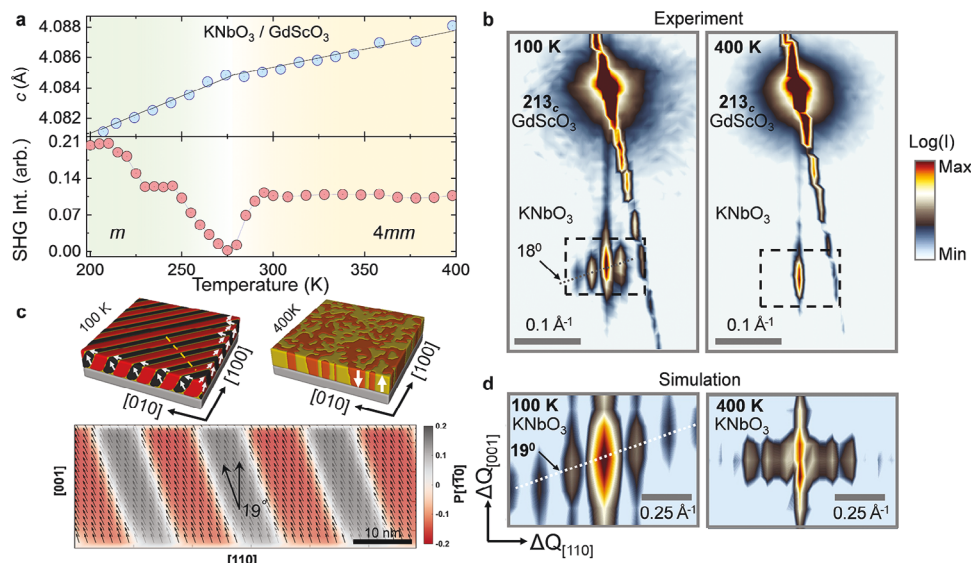 a
KNbO₃ / GdScO₃
c (Å)
4.088
4.086
4.084
4.082
SHG Int. (arb.)
0.21
0.14
0.07
0.00
m
4mm
200
250
300
350
400
Temperature (K)
b
Experiment
100 K
213c
GdScO₃
KNbO₃
18⁰
0.1 Å⁻¹
400 K
213c
GdScO₃
KNbO₃
0.1 Å⁻¹
Log(I)
Max
Min
c
100 K
[010]
[100]
400K
[010]
[100]
[001]
19°
10 nm
[110]
0.2
0.1
0
-0.1
-0.2
P[1-10]
d
Simulation
100 K
KNbO₃
19⁰
0.25 Å⁻¹
400 K
KNbO₃
0.25 Å⁻¹
ΔQ[001]
ΔQ[110]